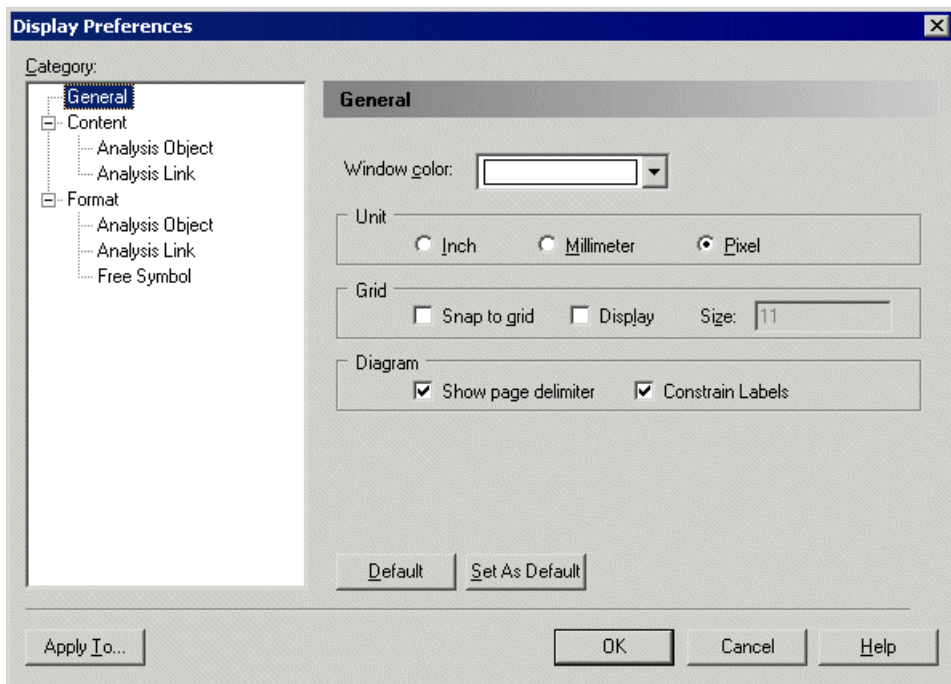 Display Preferences
Category:
General
Content
Analysis Object
Analysis Link
Format
Analysis Object
Analysis Link
Free Symbol
General
Window color:
Unit
Inch Millimeter Pixel
Grid
Snap to grid Display Size: 11
Diagram
Show page delimiter Constrain Labels
Default Set As Default
Apply To... OK Cancel Help